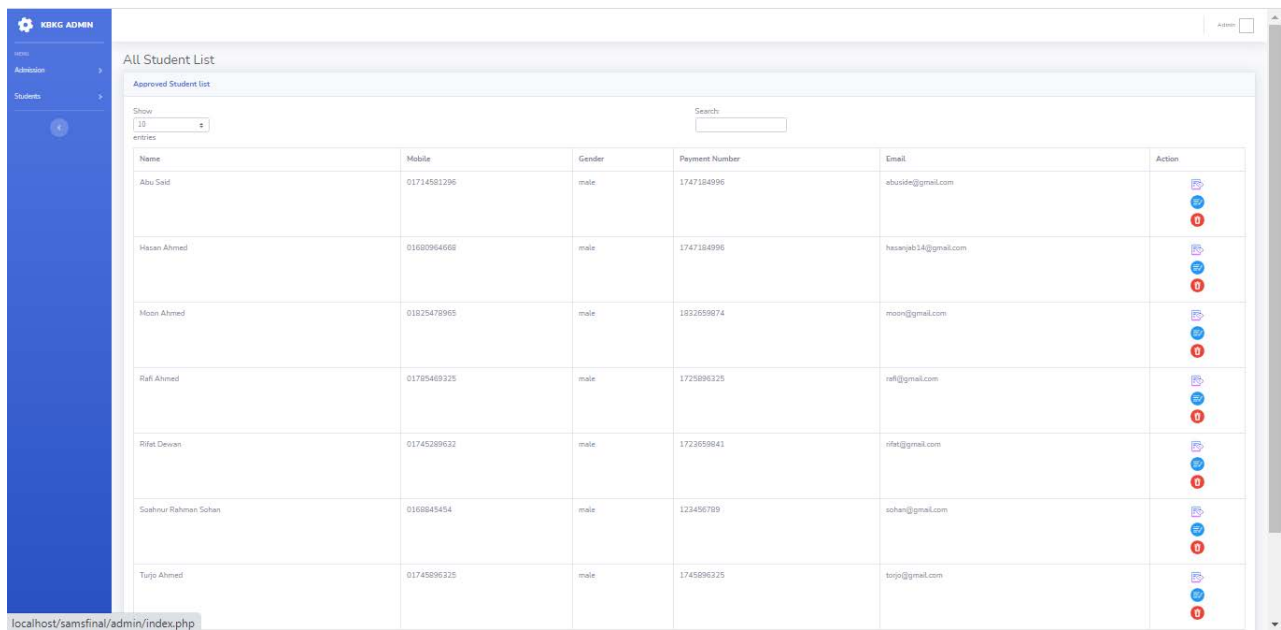 KBKG ADMIN
Admin
MENU
Admission
Students
All Student List
Approved Student list
Show
10
entries
Search:
Name Mobile Gender Payment Number Email Action
Abu Said 01714581296 male 1747184996 abuside@gmail.com
Hasan Ahmed 01680964668 male 1747184996 hasanjab14@gmail.com
Moon Ahmed 01825478965 male 1832659874 moon@gmail.com
Rafi Ahmed 01785469325 male 1725896325 rafi@gmail.com
Rifat Dewan 01745289632 male 1723659841 rifat@gmail.com
Soahnur Rahman Sohan 0168845454 male 123456789 sohan@gmail.com
Turjo Ahmed 01745896325 male 1745896325 torjo@gmail.com
localhost/samsfinal/admin/index.php